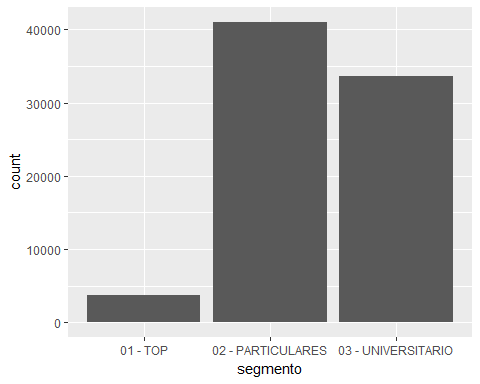 count
40000
30000
20000
10000
0
01 - TOP
02 - PARTICULARES
03 - UNIVERSITARIO
segmento